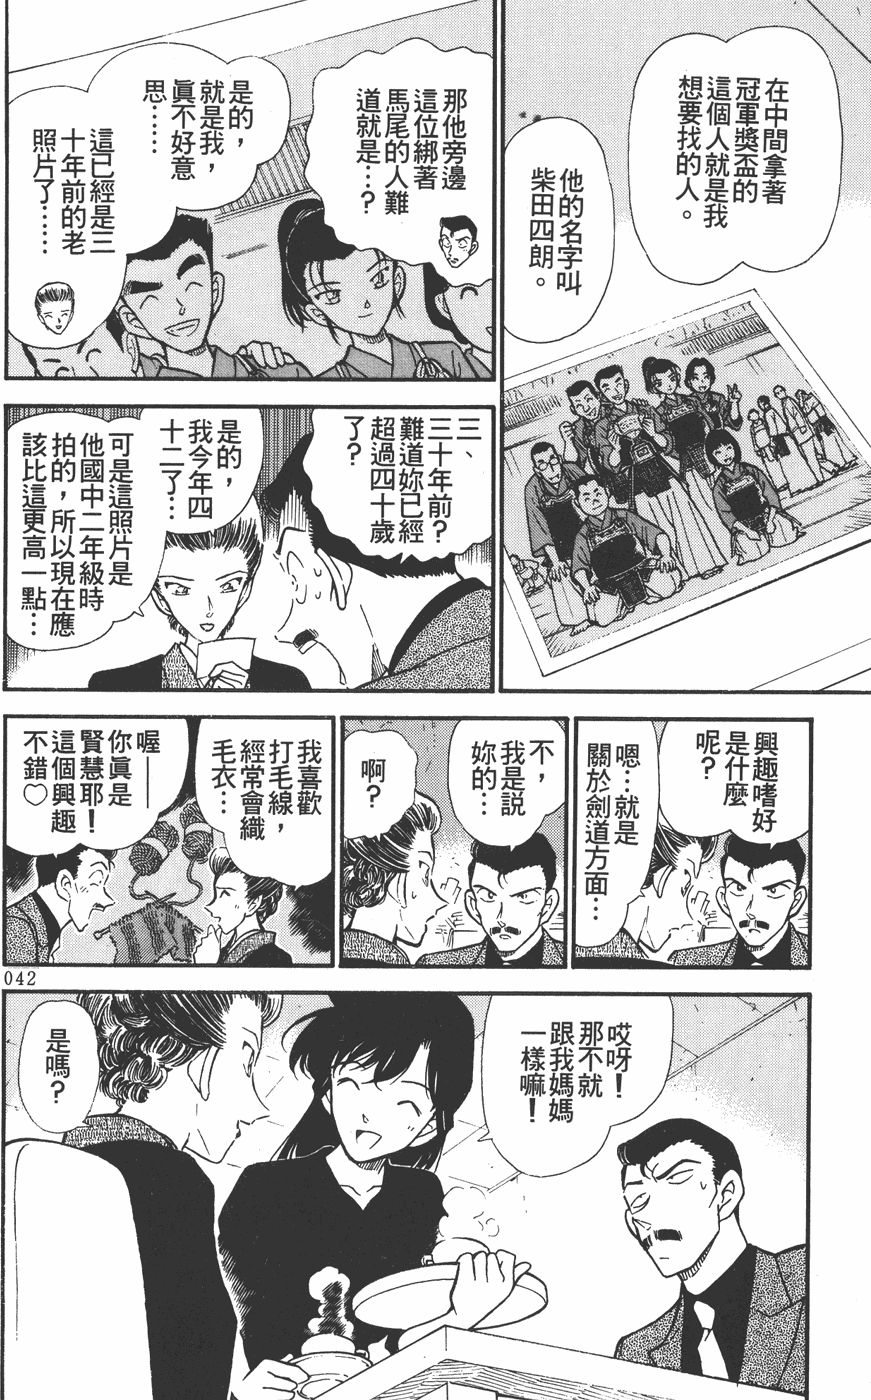 在中間拿著
冠軍獎盃的
這個人就是我
想要找的人。
他的名字叫
柴田四朗。
那他旁邊
這位綁著
馬尾的人難
道就是…?
是的，
就是我，
真不好意
思……
這已經是三
十年前的老
照片了……
三、
三十年前?
難道妳已經
超過四十歲
了?
是的，
我今年四
十二了…
可是這照片是
他國中二年級時
拍的，所以現在應
該比這更高一點…
興趣嗜好
是什麼
呢?
嗯…就是
關於劍道方面…
不，
我是說
妳的…
啊?
我喜歡
打毛線，
經常會織
毛衣…
喔——
你真是
賢慧耶！
這個興趣
不錯♡
042
哎呀！
那不就
跟我媽媽
一樣嘛！
是嗎?